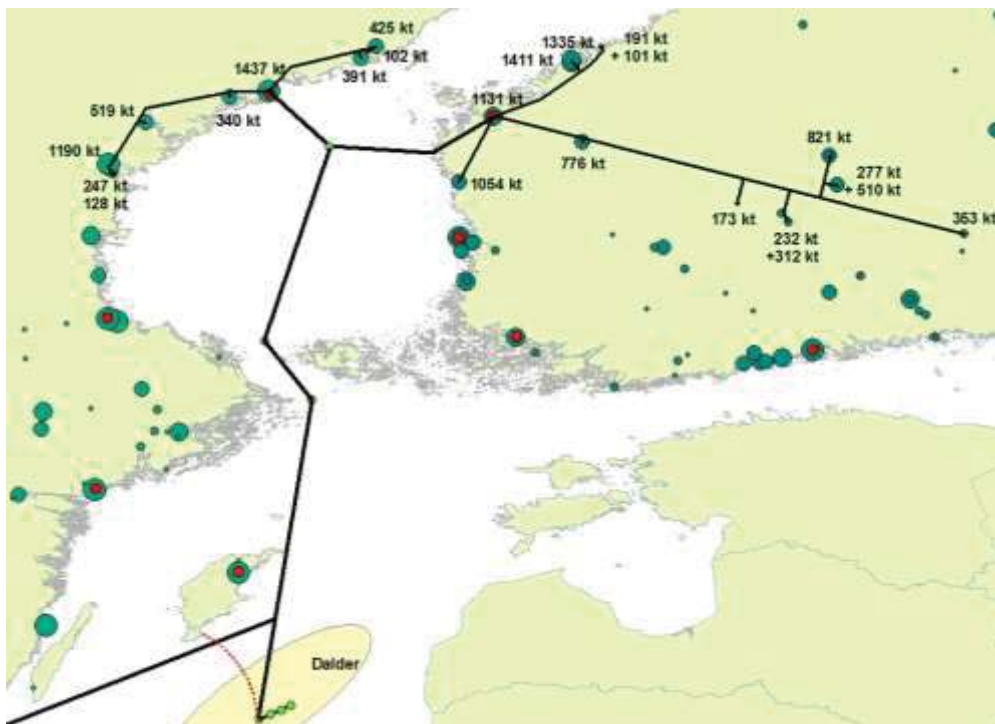 425 kt
102 kt
391 kt
1437 kt
519 kt
340 kt
1190 kt
247 kt
128 kt
1335 kt
1411 kt
191 kt
+ 101 kt
1131 kt
776 kt
1054 kt
821 kt
277 kt
+ 510 kt
173 kt
232 kt
+312 kt
363 kt
Dalder